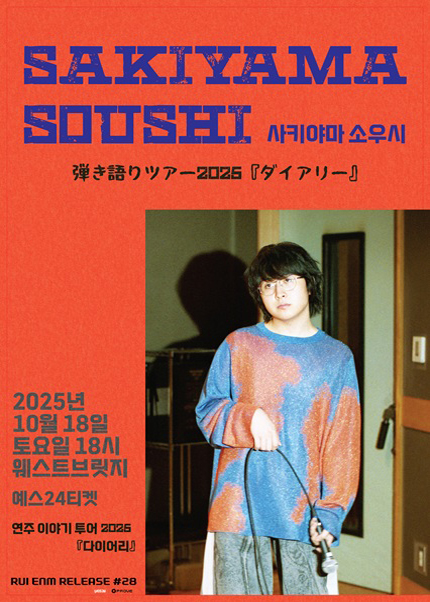 SAKIYAMA
SOUSHI 사키야마 소우시
弾き語りツアー2025『ダイアリー』
2025년
10월 18일
토요일 18시
웨스트브릿지
예스24티켓
연주 이야기 투어 2025
『다이어리』
RUI ENM RELEASE #28